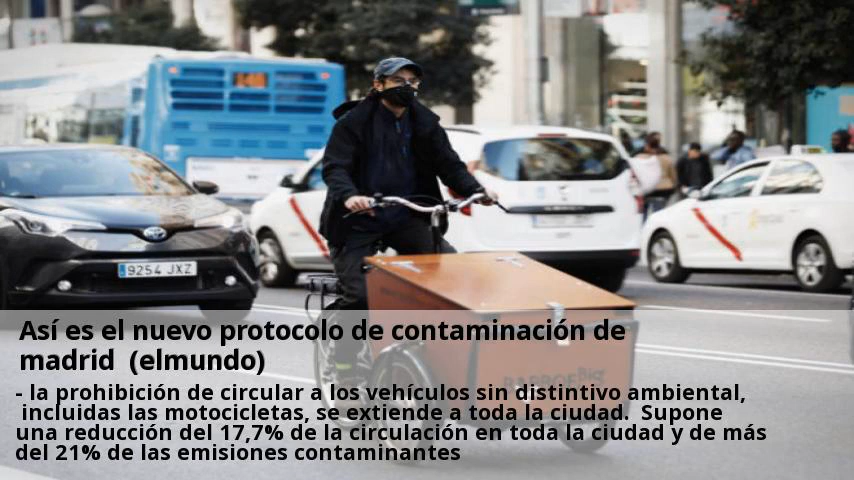 9254 JXZ
Así es el nuevo protocolo de contaminación de
madrid  (elmundo)
- la prohibición de circular a los vehículos sin distintivo ambiental,
incluidas las motocicletas, se extiende a toda la ciudad.  Supone
una reducción del 17,7% de la circulación en toda la ciudad y de más
del 21% de las emisiones contaminantes